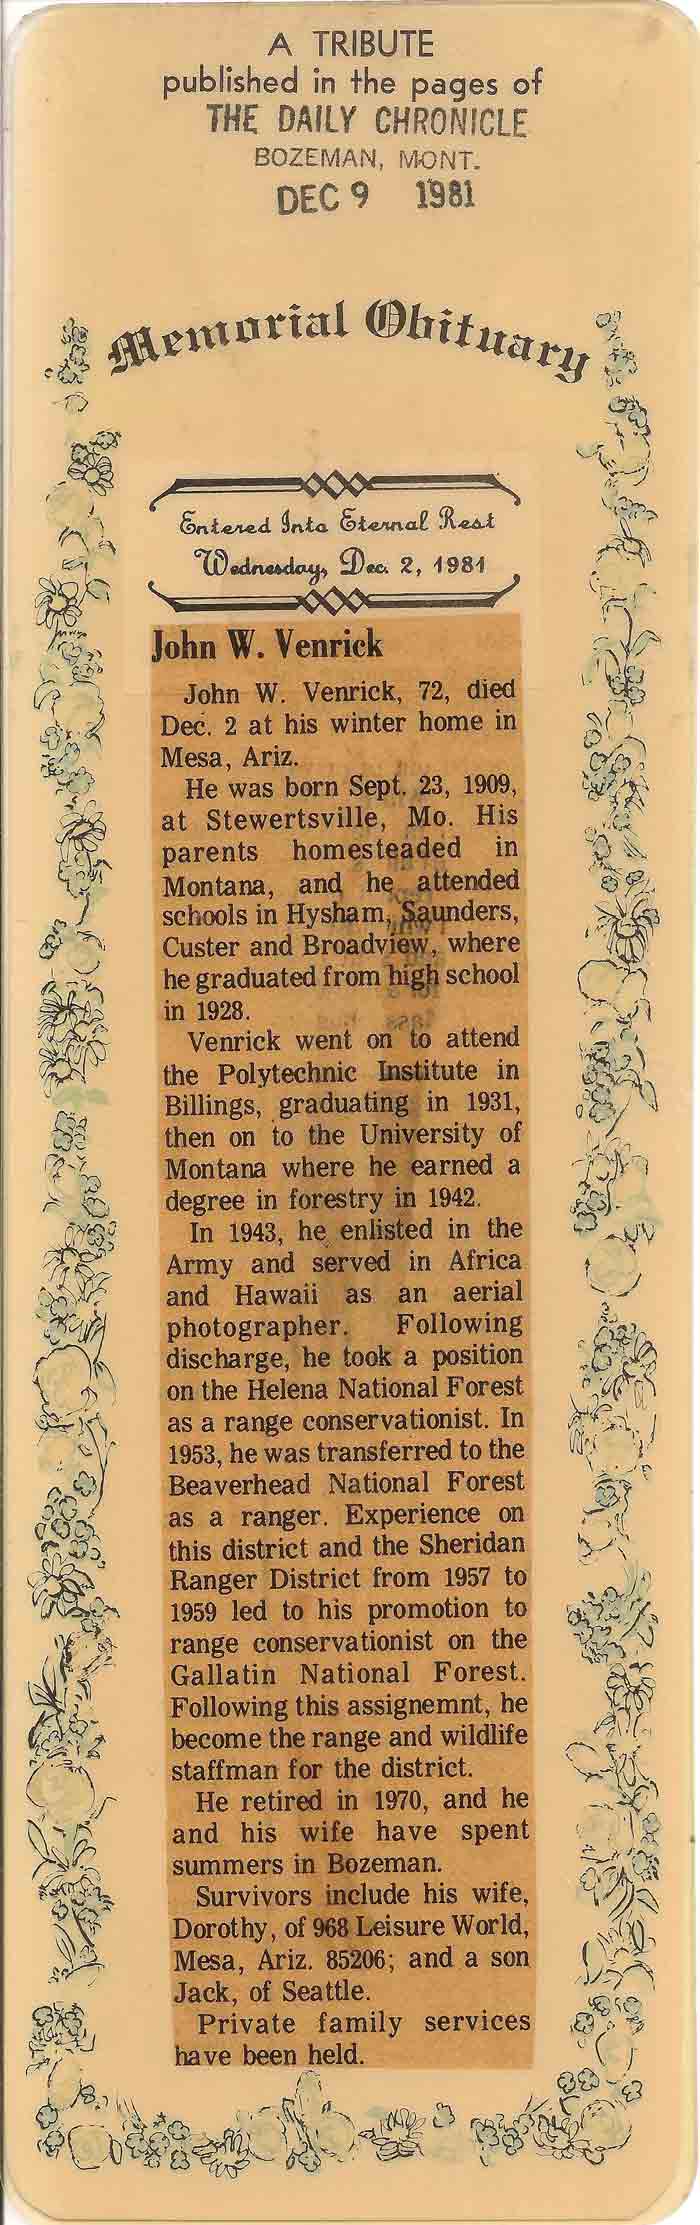 A TRIBUTE
published in the pages of
THE DAILY CHRONICLE
BOZEMAN, MONT.
DEC 9 1981
Memorial Obituary
Entered Into Eternal Rest
Wednesday, Dec. 2, 1981
John W. Venrick
John W. Venrick, 72, died
Dec. 2 at his winter home in
Mesa, Ariz.
He was born Sept. 23, 1909,
at Stewertsville, Mo. His
parents homesteaded in
Montana, and he attended
schools in Hysham, Saunders,
Custer and Broadview, where
he graduated from high school
in 1928.
Venrick went on to attend
the Polytechnic Institute in
Billings, graduating in 1931,
then on to the University of
Montana where he earned a
degree in forestry in 1942.
In 1943, he enlisted in the
Army and served in Africa
and Hawaii as an aerial
photographer. Following
discharge, he took a position
on the Helena National Forest
as a range conservationist. In
1953, he was transferred to the
Beaverhead National Forest
as a ranger. Experience on
this district and the Sheridan
Ranger District from 1957 to
1959 led to his promotion to
range conservationist on the
Gallatin National Forest.
Following this assignemnt, he
become the range and wildlife
staffman for the district.
He retired in 1970, and he
and his wife have spent
summers in Bozeman.
Survivors include his wife,
Dorothy, of 968 Leisure World,
Mesa, Ariz. 85206; and a son
Jack, of Seattle.
Private family services
have been held.